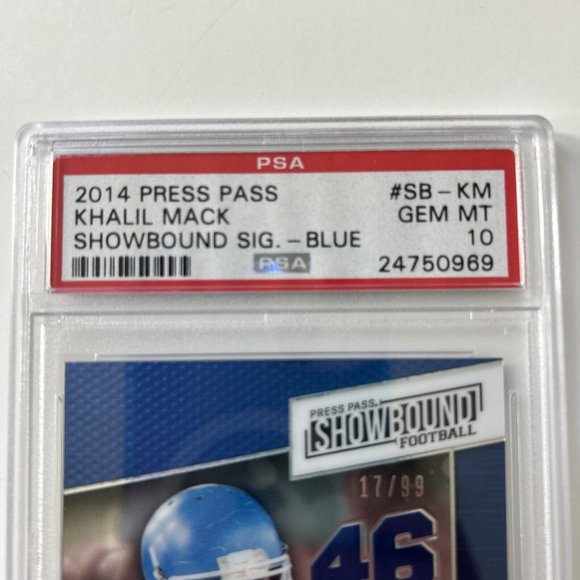 PSA
2014 PRESS PASS #SB-KM
KHALIL MACK GEM MT
SHOWBOUND SIG. - BLUE 10
PSA 24750969
PRESS PASS
SHOWBOUND
FOOTBALL
17/99
46